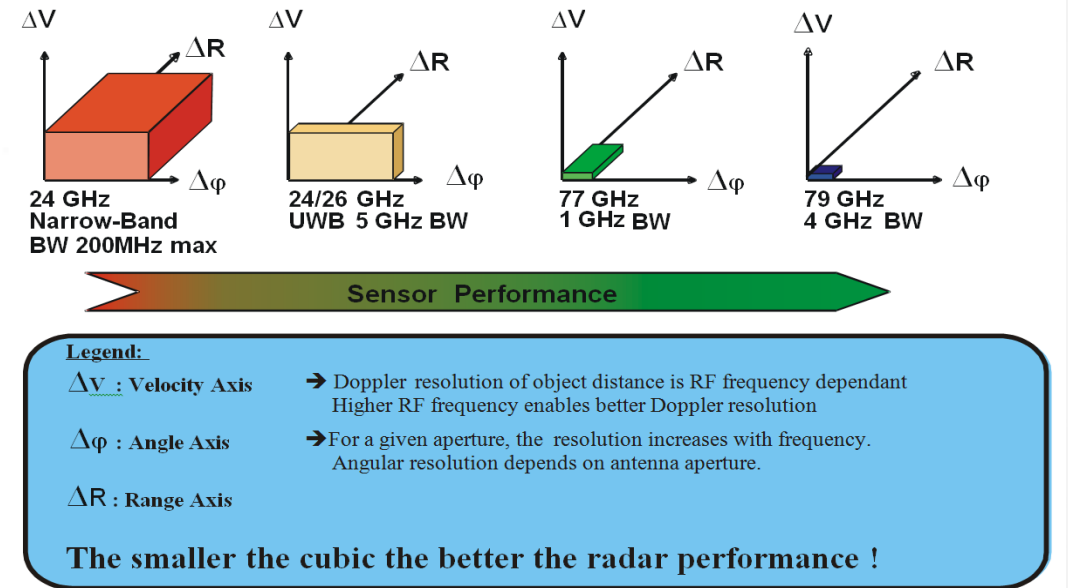 ΔV
ΔR
Δφ
24 GHz
Narrow-Band
BW 200MHz max
ΔV
ΔR
Δφ
24/26 GHz
UWB 5 GHz BW
ΔV
ΔR
Δφ
77 GHz
1 GHz BW
ΔV
ΔR
Δφ
79 GHz
4 GHz BW
Sensor Performance
Legend:
ΔV : Velocity Axis
➔ Doppler resolution of object distance is RF frequency dependant
Higher RF frequency enables better Doppler resolution
Δφ : Angle Axis
➔For a given aperture, the resolution increases with frequency.
Angular resolution depends on antenna aperture.
ΔR : Range Axis
The smaller the cubic the better the radar performance !